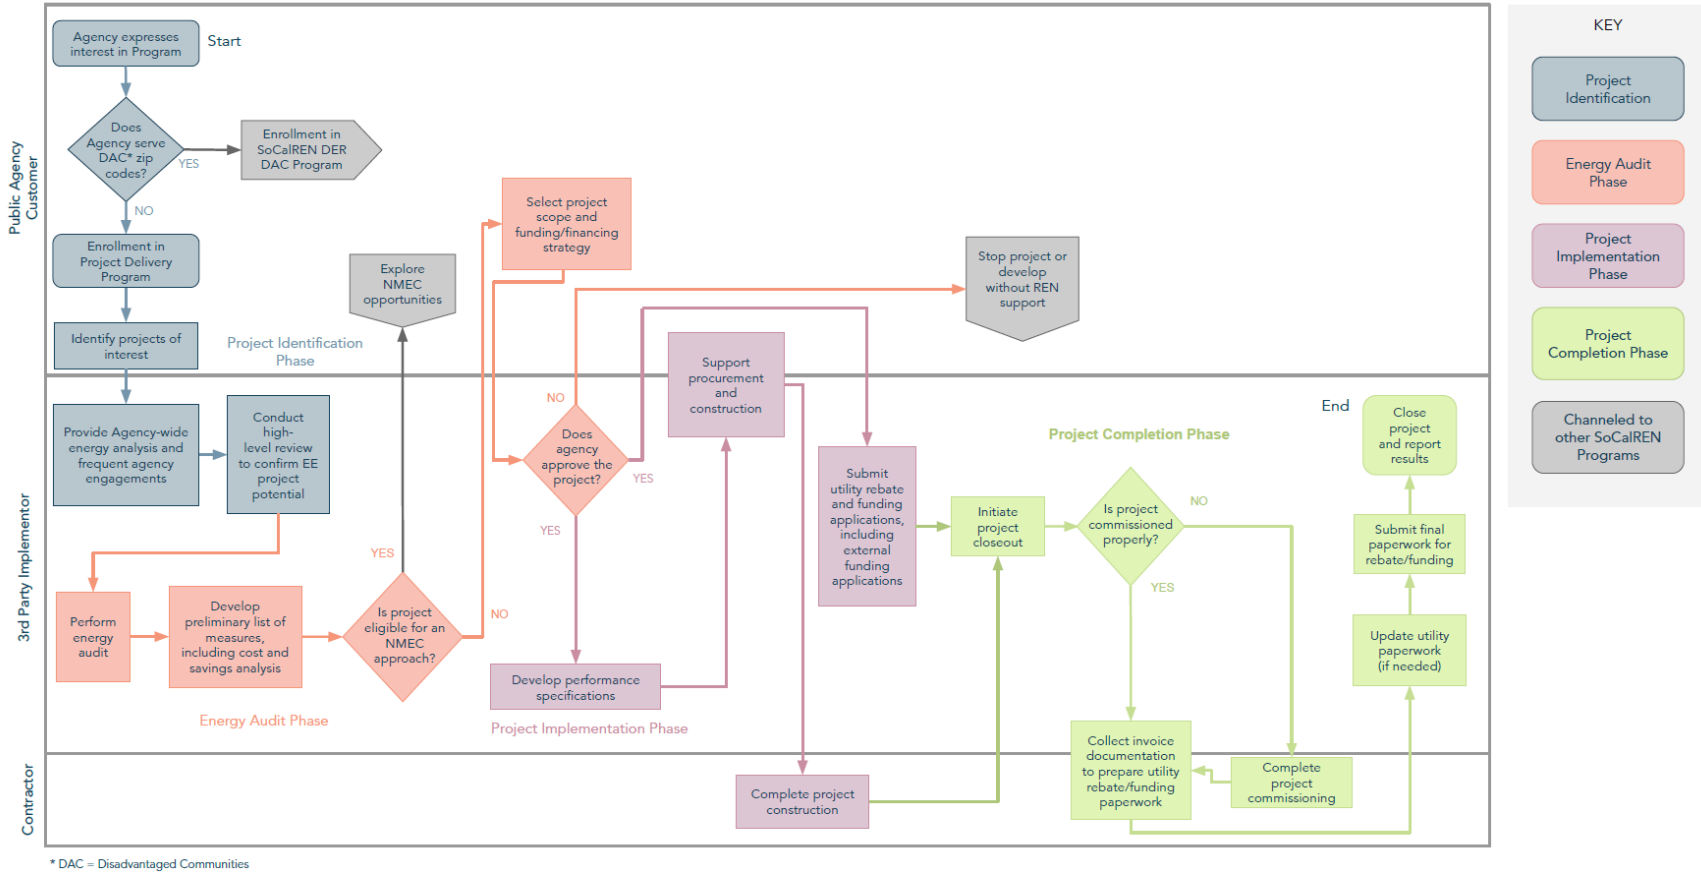 Agency expresses
interest in Program
Start
Does
Agency serve
DAC* zip
codes?
YES
Enrollment in
SoCalREN DER
DAC Program
NO
Enrollment in
Project Delivery
Program
Identify projects of
interest
Project Identification
Phase
Public Agency
Customer
Explore
NMEC
opportunities
Select project
scope and
funding/financing
strategy
Stop project or
develop
without REN
support
Provide Agency-wide
energy analysis and
frequent agency
engagements
Conduct
high-
level review
to confirm EE
project
potential
3rd Party Implementor
Perform
energy
audit
Develop
preliminary list of
measures,
including cost and
savings analysis
Is project
eligible for an
NMEC
approach?
YES
NO
Energy Audit Phase
NO
Does
agency
approve the
project?
YES
YES
Develop performance
specifications
Project Implementation Phase
Support
procurement
and
construction
Submit
utility rebate
and funding
applications,
including
external
funding
applications
Project Completion Phase
Initiate
project
closeout
Is project
commissioned
properly?
NO
YES
End
Close
project
and report
results
Submit final
paperwork for
rebate/funding
Update utility
paperwork
(if needed)
Contractor
Complete project
construction
Collect invoice
documentation
to prepare utility
rebate/funding
paperwork
Complete
project
commissioning
* DAC = Disadvantaged Communities
KEY
Project
Identification
Energy Audit
Phase
Project
Implementation
Phase
Project
Completion Phase
Channeled to
other SoCalREN
Programs